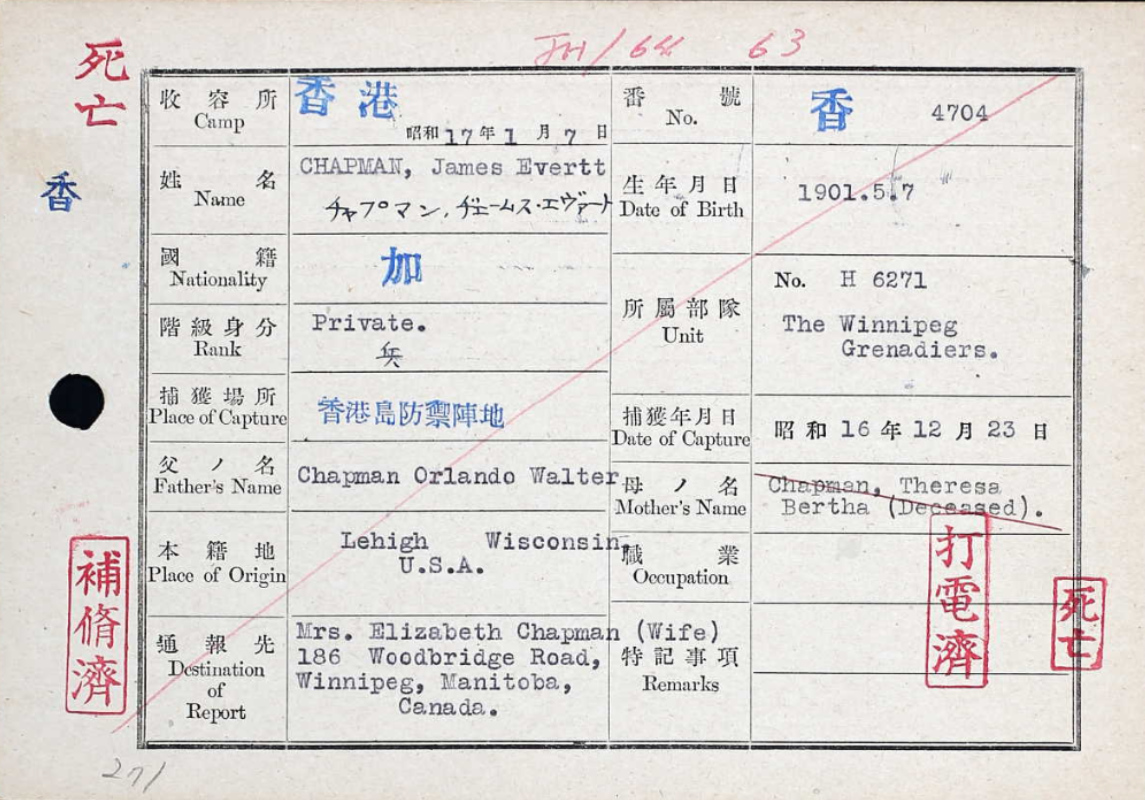 死亡
香
63
收容所
Camp
香港
昭和17年1月7日
番號
No.
香 4704
姓名
Name
CHAPMAN, James Evertt
チャプマン.ヂェームス・エヴァート
生年月日
Date of Birth
1901.5.7
國籍
Nationality
加
階級身分
Rank
Private.
兵
所屬部隊
Unit
No. H 6271
The Winnipeg
Grenadiers.
捕獲場所
Place of Capture
香港島防禦陣地
捕獲年月日
Date of Capture
昭和16年12月23日
父ノ名
Father's Name
Chapman Orlando Walter
母ノ名
Mother's Name
Chapman, Theresa
Bertha (Deceased).
本籍地
Place of Origin
Lehigh Wisconsin,
U.S.A.
職業
Occupation
通報先
Destination
of
Report
Mrs. Elizabeth Chapman (Wife)
186 Woodbridge Road,
Winnipeg, Manitoba,
Canada.
特記事項
Remarks
補脩濟
打電濟
死亡
271